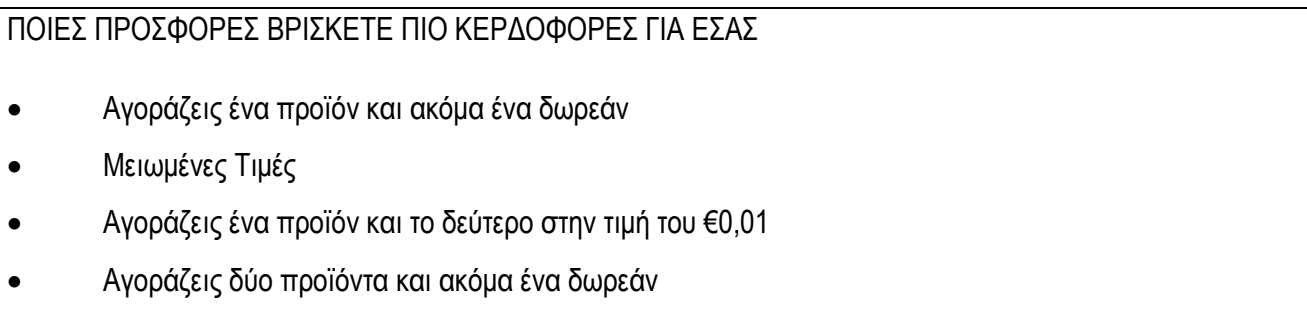 ΠΟΙΕΣ ΠΡΟΣΦΟΡΕΣ ΒΡΙΣΚΕΤΕ ΠΙΟ ΚΕΡΔΟΦΟΡΕΣ ΓΙΑ ΕΣΑΣ
• Αγοράζεις ένα προϊόν και ακόμα ένα δωρεάν
• Μειωμένες Τιμές
• Αγοράζεις ένα προϊόν και το δεύτερο στην τιμή του €0,01
• Αγοράζεις δύο προϊόντα και ακόμα ένα δωρεάν